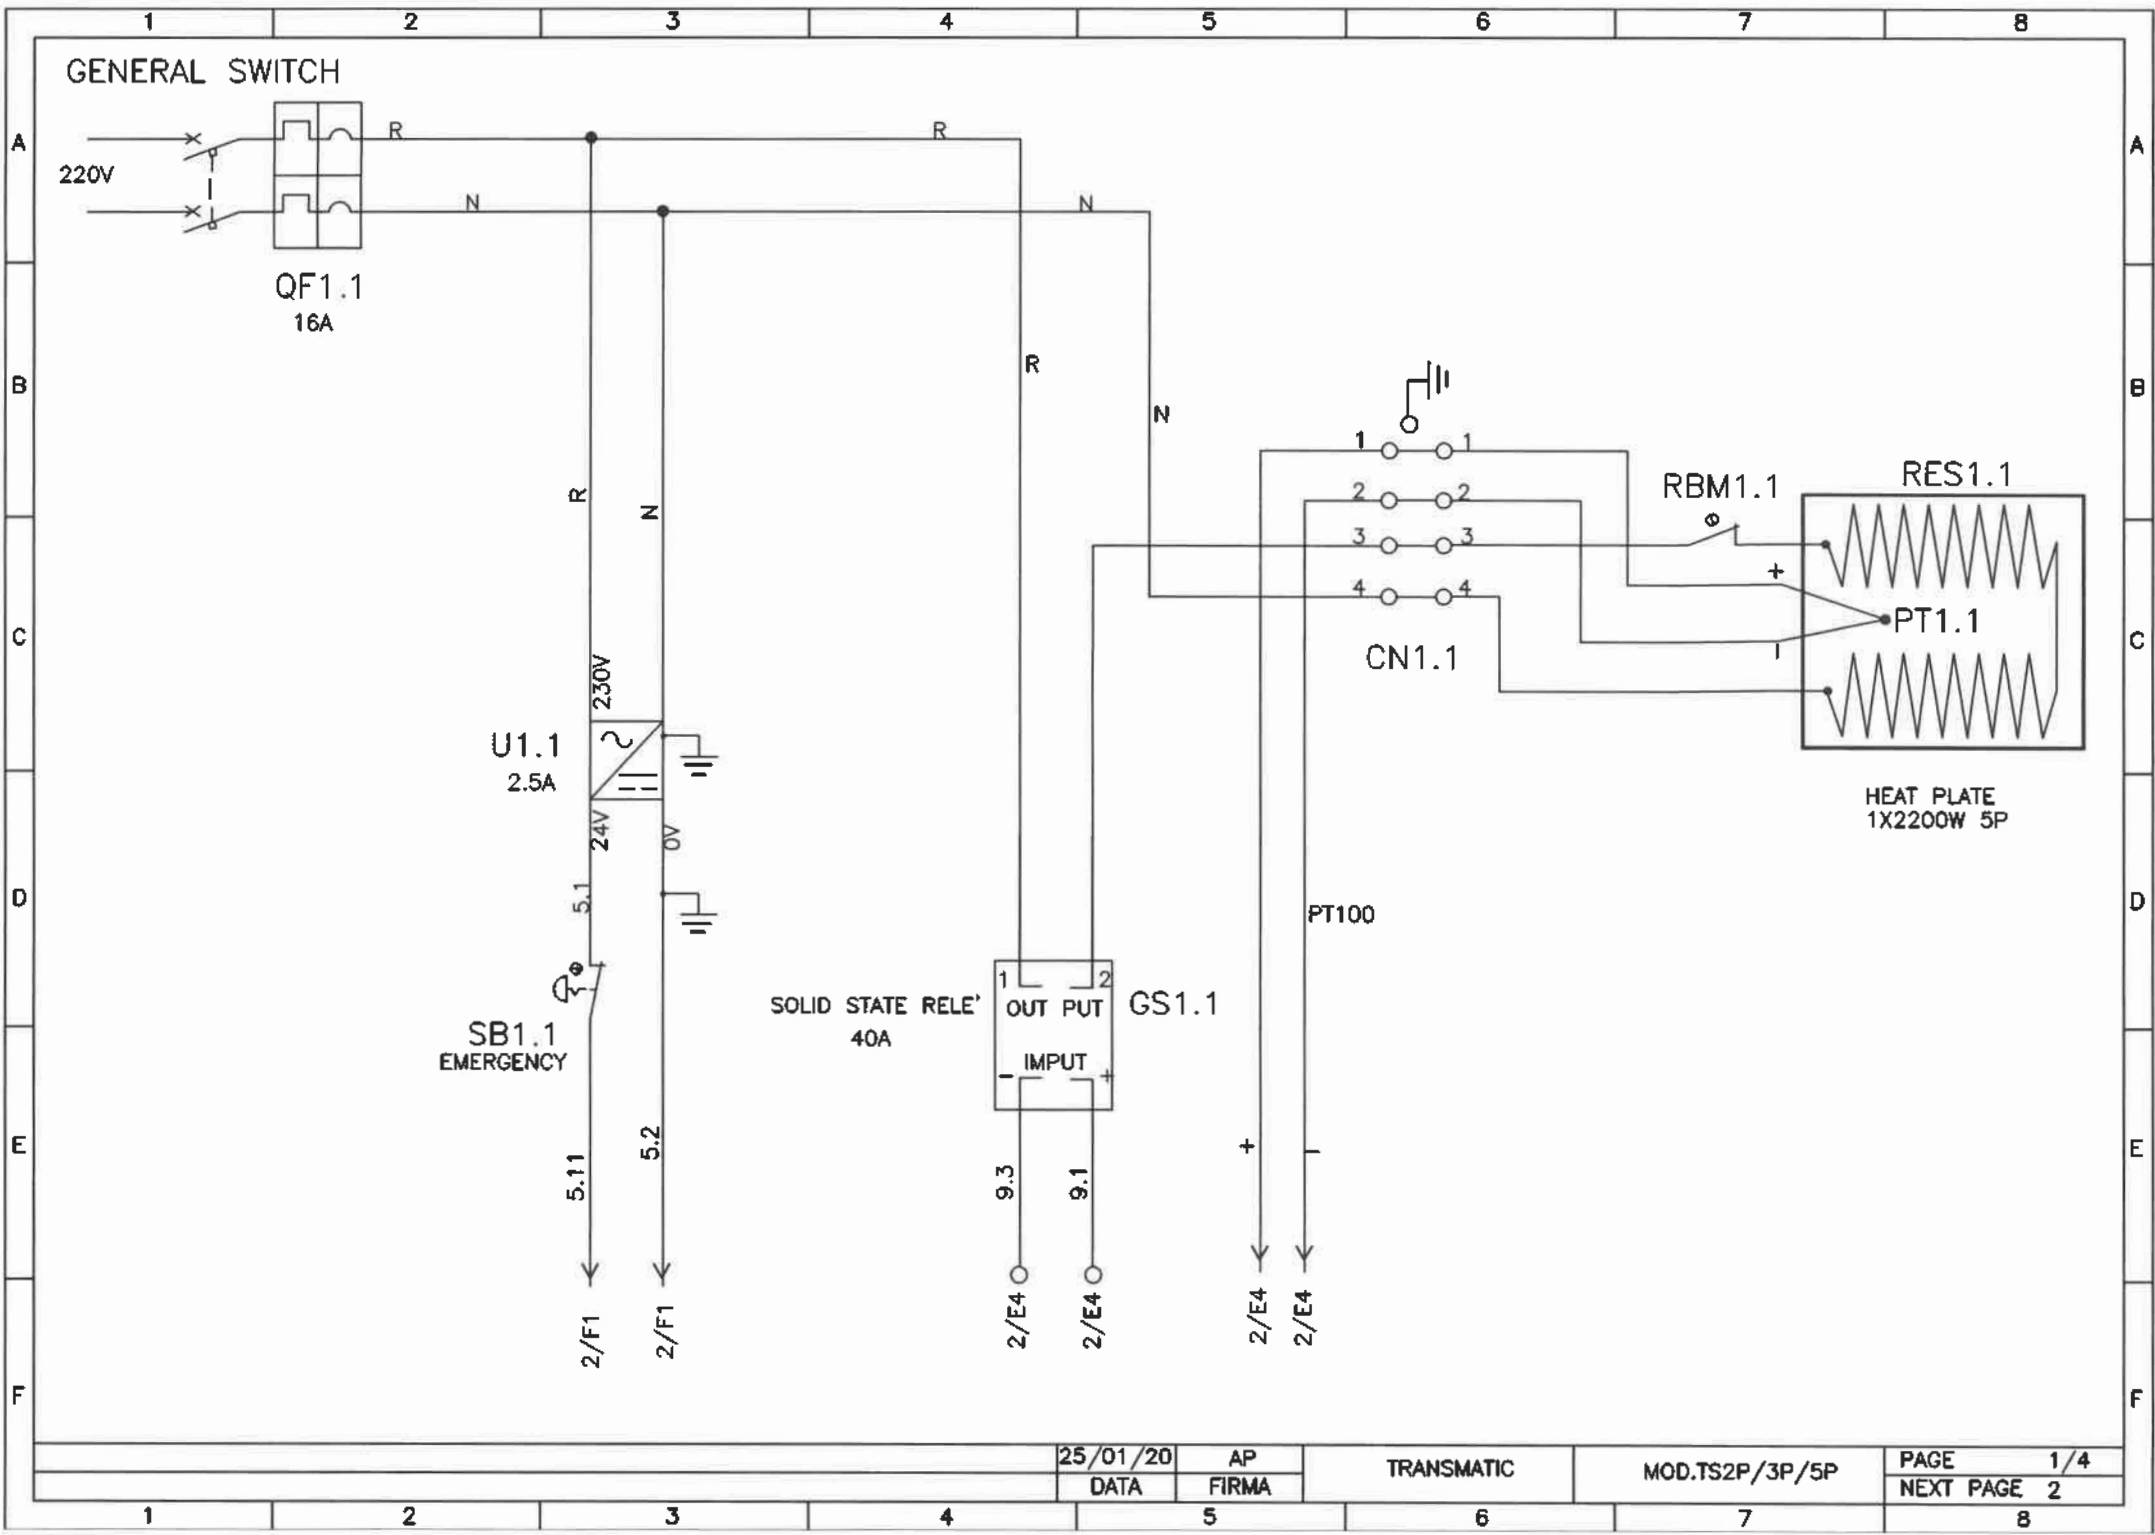 1 2 3 4 5 6 7 8
GENERAL SWITCH
A R R A
220V
N N
QF1.1
16A
R
B B
N
1 1
RES1.1
RBM1.1
2 2
R N
3 3
+
4 4
PT1.1
C C
CN1.1
-
230V
U1.1
2.5A
HEAT PLATE
1X2200W 5P
24V 0V
5.1
D D
PT100
1 2
SOLID STATE RELE' OUT PUT GS1.1
40A
SB1.1
EMERGENCY
IMPUT
- +
E + - E
5.11 5.2 9.3 9.1
2/F1 2/F1 2/E4 2/E4 2/E4 2/E4
F F
25/01/20 AP TRANSMATIC MOD.TS2P/3P/5P PAGE 1/4
DATA FIRMA NEXT PAGE 2
1 2 3 4 5 6 7 8